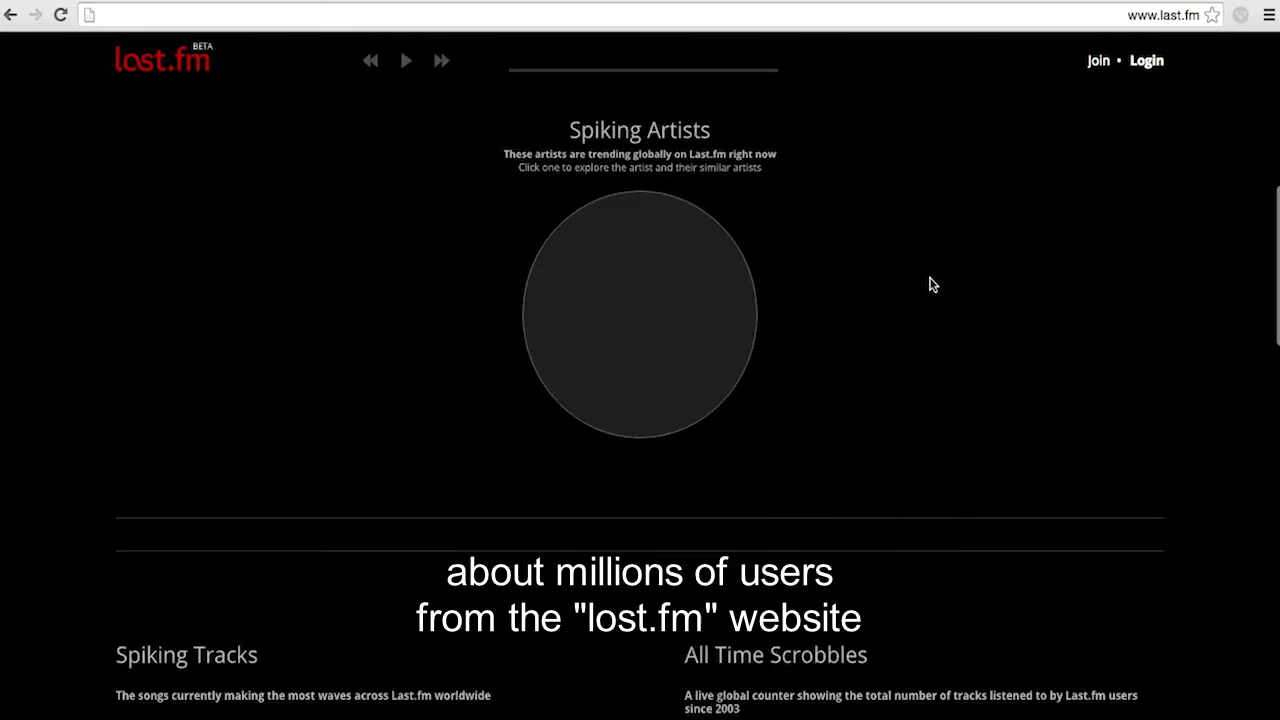 www.last.fm
lost.fm
BETA
Join • Login
Spiking Artists
These artists are trending globally on Last.fm right now
Click one to explore the artist and their similar artists
about millions of users
from the "lost.fm" website
Spiking Tracks
The songs currently making the most waves across Last.fm worldwide
All Time Scrobbles
A live global counter showing the total number of tracks listened to by Last.fm users
since 2003